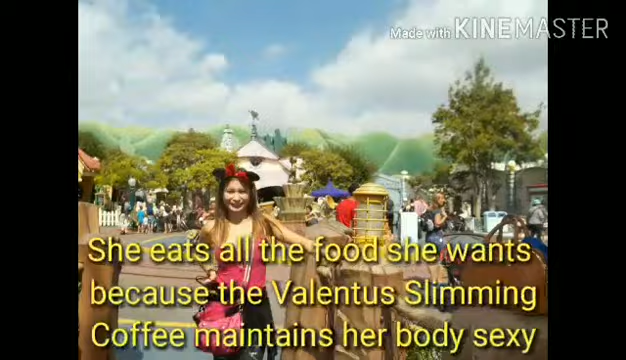 Made with KINEMASTER
She eats all the food she wants
because the Valentus Slimming
Coffee maintains her body sexy